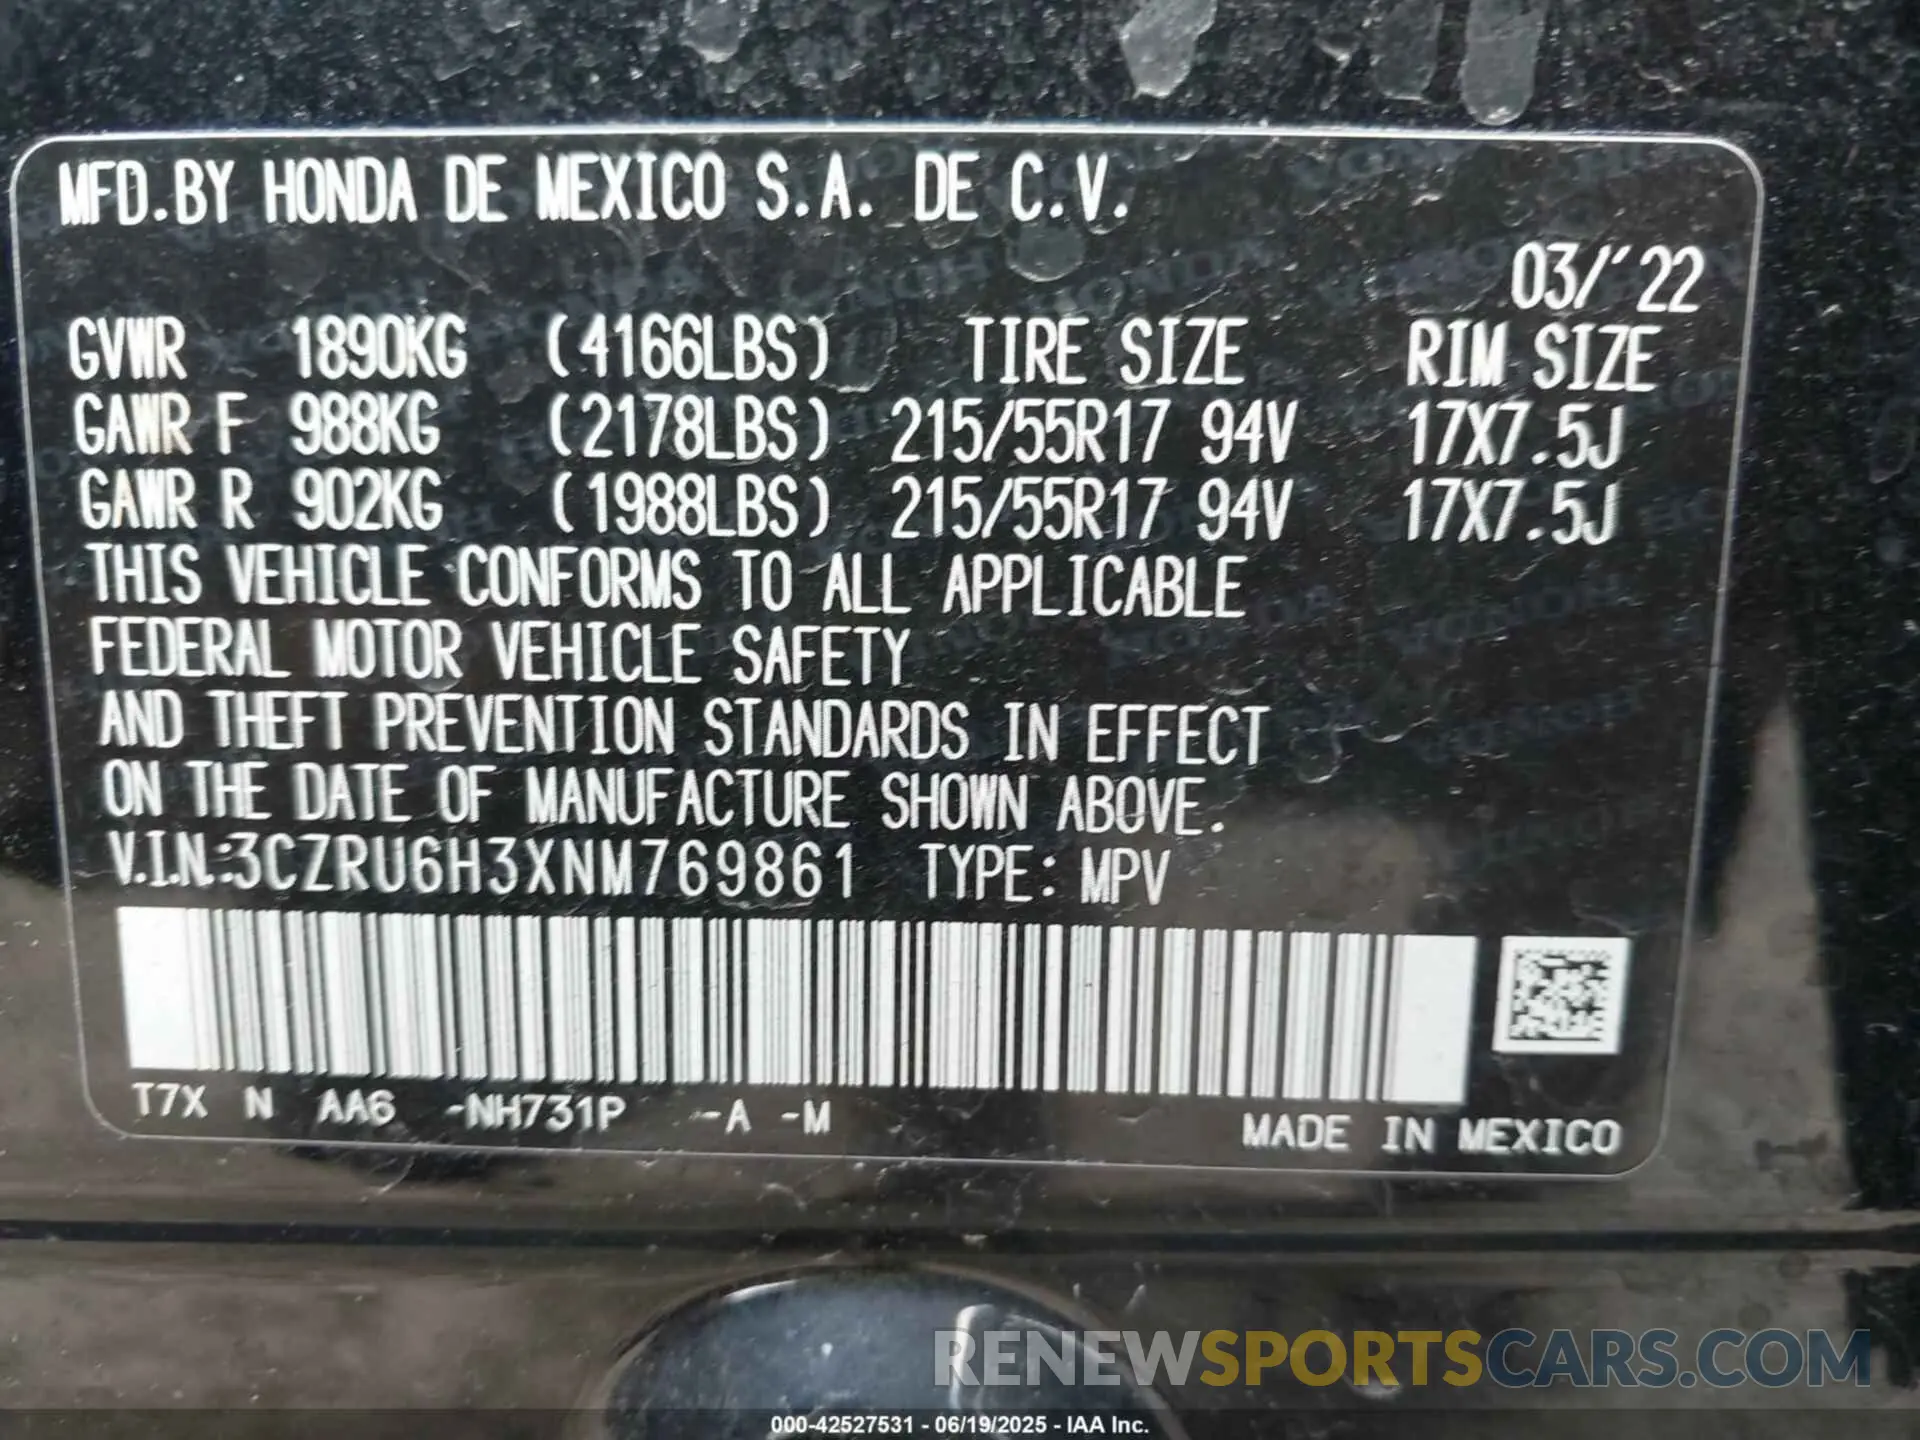 MFD.BY HONDA DE MEXICO S.A. DE C.V.
03/´22
GVWR 1890KG (4166LBS) TIRE SIZE RIM SIZE
GAWR F 988KG (2178LBS) 215/55R17 94V 17X7.5J
GAWR R 902KG (1988LBS) 215/55R17 94V 17X7.5J
THIS VEHICLE CONFORMS TO ALL APPLICABLE
FEDERAL MOTOR VEHICLE SAFETY
AND THEFT PREVENTION STANDARDS IN EFFECT
ON THE DATE OF MANUFACTURE SHOWN ABOVE.
V.I.N.:3CZRU6H3XNM769861 TYPE: MPV
T7X N AA6 -NH731P -A -M
MADE IN MEXICO
RENEWSPORTSCARS.COM
000-42527531 - 06/19/2025 - IAA Inc.